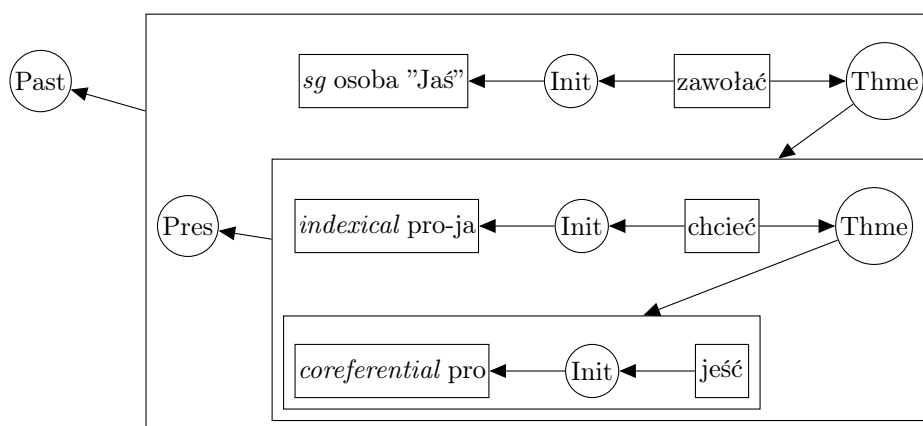 Past sg osoba ”Jaś” Init zawołać Thme
Pres indexical pro-ja Init chcieć Thme
coreferential pro Init jeść